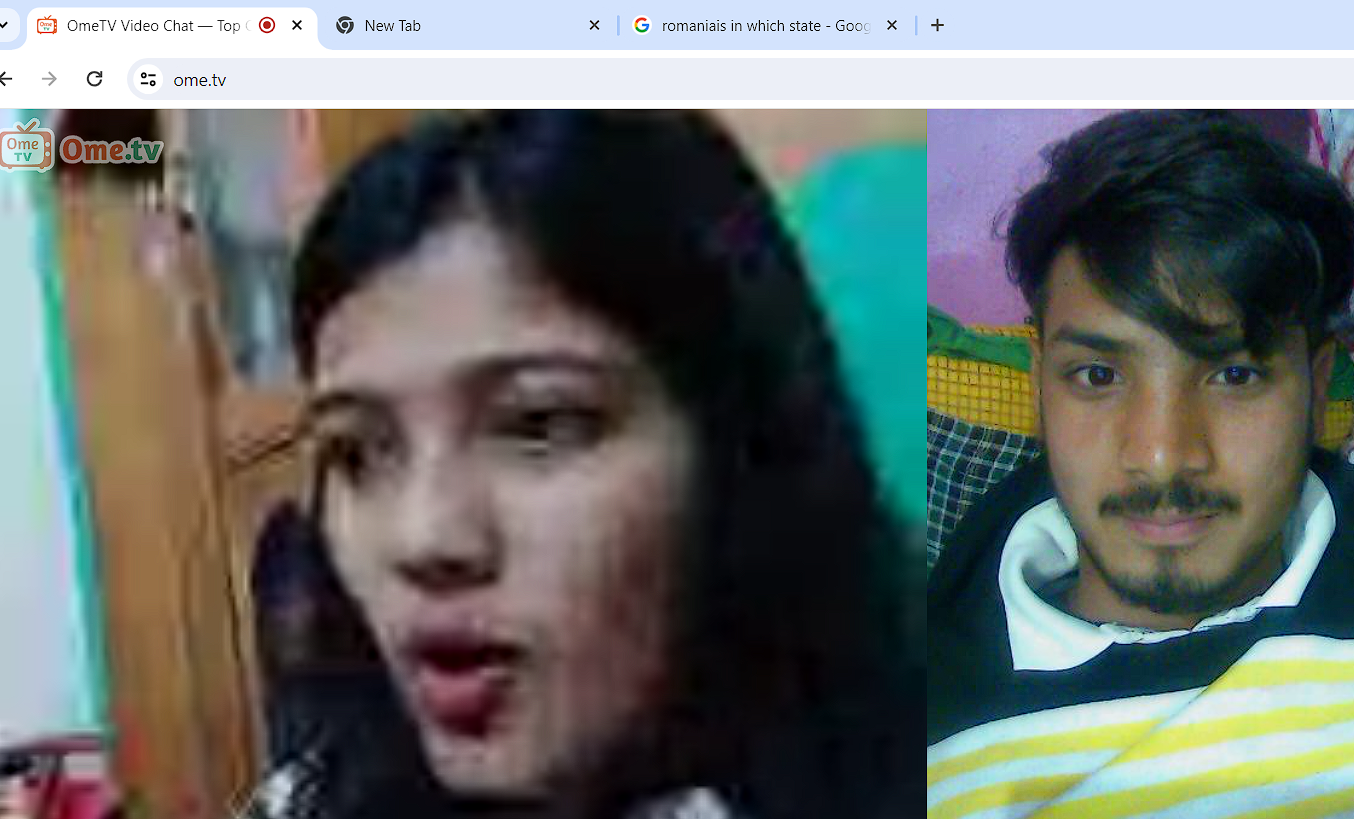 OmeTV Video Chat — Top
New Tab
romaniais in which state - Goog
ome.tv
Ome TV Ome.tv